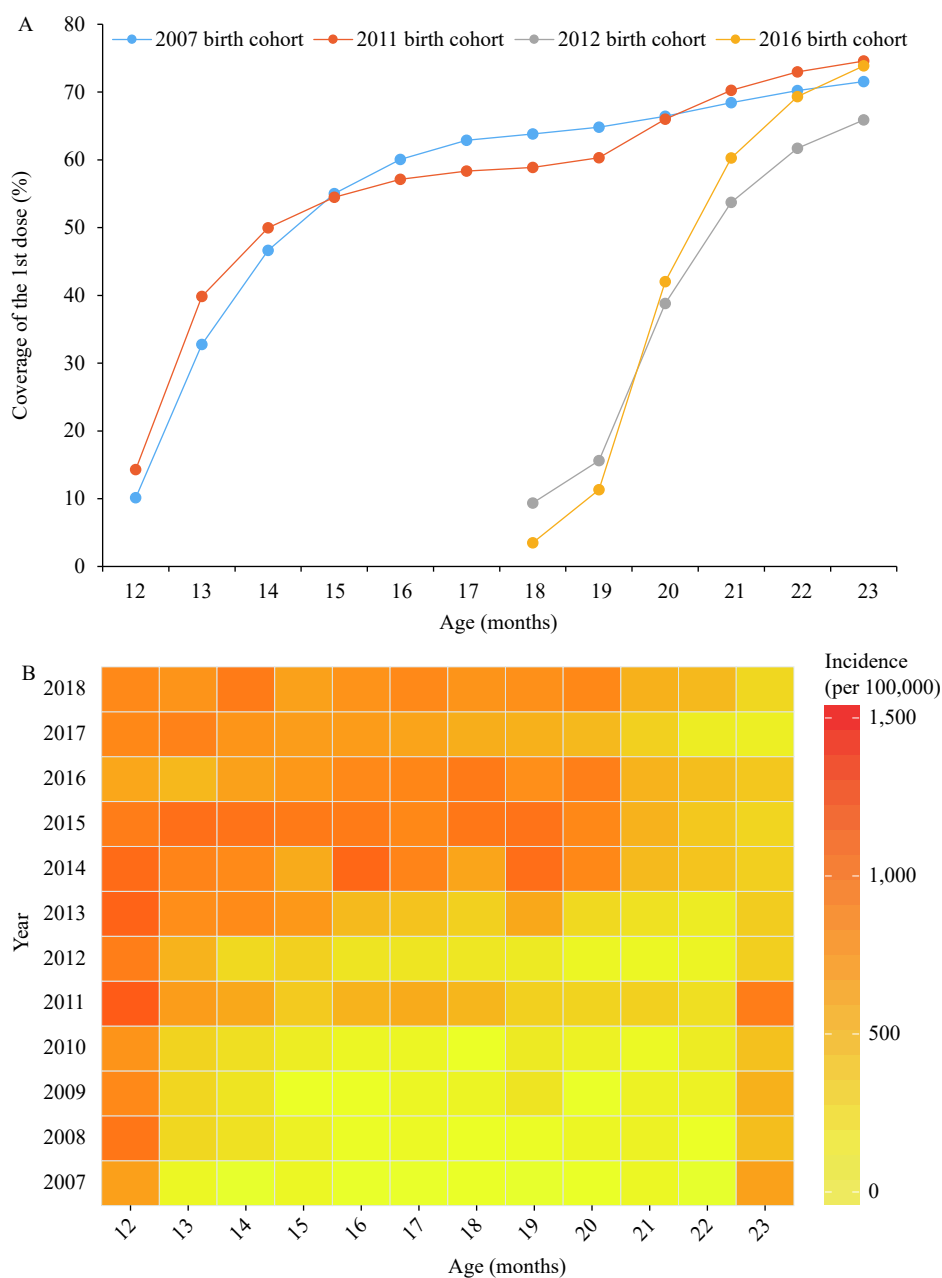 A
2007 birth cohort 2011 birth cohort 2012 birth cohort 2016 birth cohort
Coverage of the 1st dose (%)
80
70
60
50
40
30
20
10
0
12 13 14 15 16 17 18 19 20 21 22 23
Age (months)
B
Year
2018
2017
2016
2015
2014
2013
2012
2011
2010
2009
2008
2007
12 13 14 15 16 17 18 19 20 21 22 23
Age (months)
Incidence
(per 100,000)
1,500
1,000
500
0